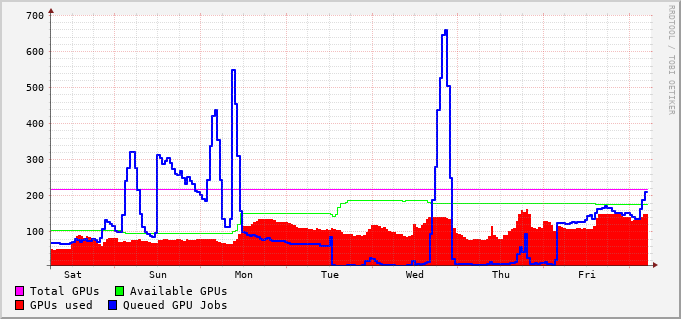 700
600
500
400
300
200
100
Sat Sun Mon Tue Wed Thu Fri
Total GPUs Available GPUs
GPUs used Queued GPU Jobs
RRDTOOL / TOBI OETIKER